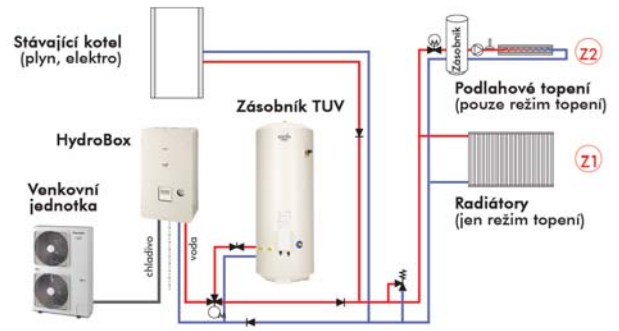 Stávající kotel
(plyn, elektro)
HydroBox
Zásobník TUV
Venkovní
jednotka
chladivo
voda
M
Zásobník
Z2
Podlahové topení
(pouze režim topení)
Z1
Radiátory
(jen režim topení)